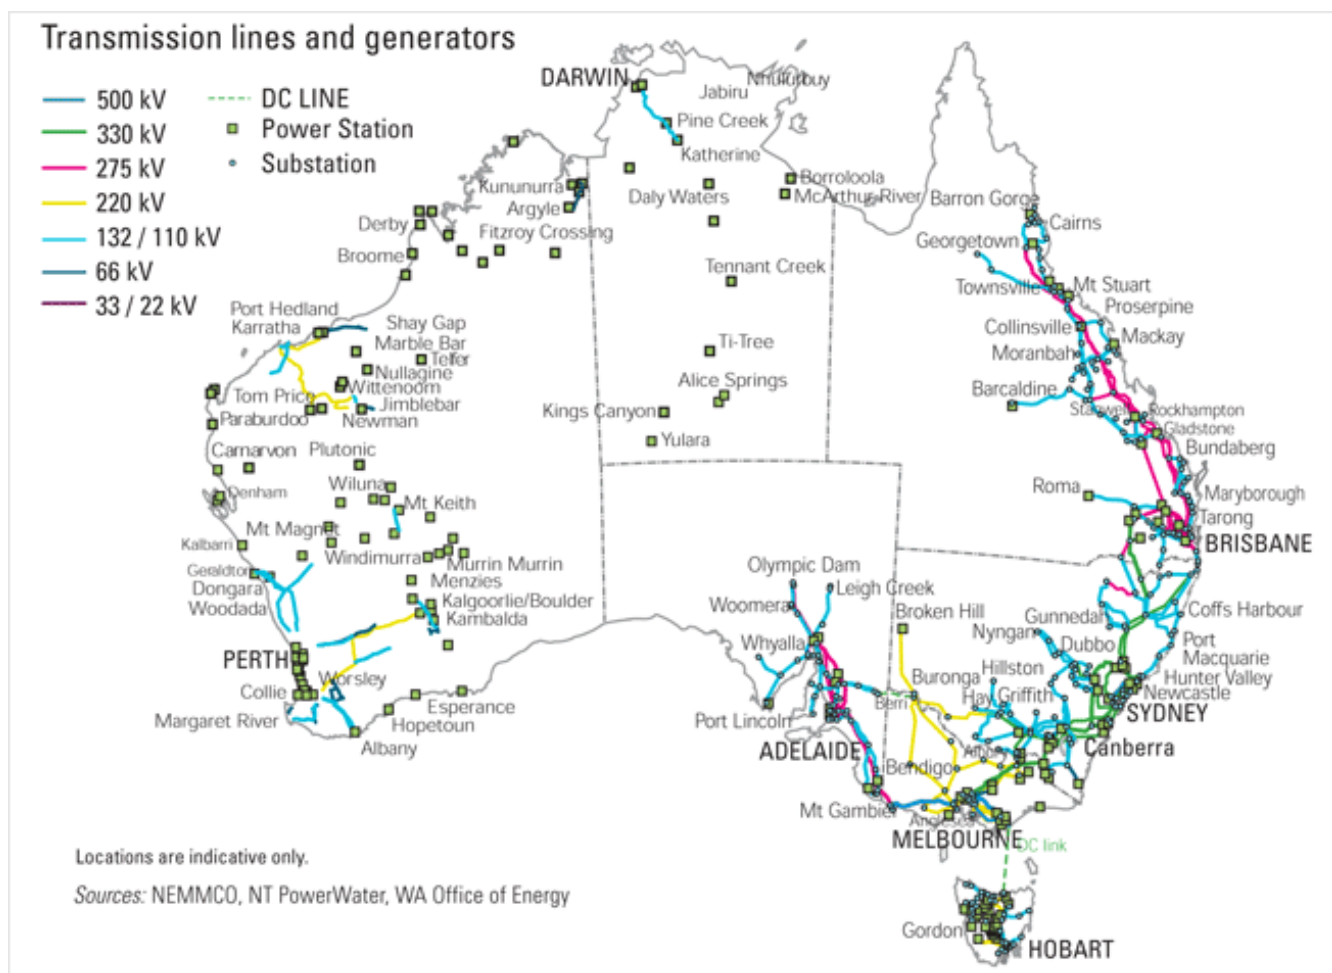 Transmission lines and generators
500 kV
330 kV
275 kV
220 kV
132 / 110 kV
66 kV
33 / 22 kV
DC LINE
Power Station
Substation
DARWIN
Jabiru
Pine Creek
Katherine
Kununurra
Argyle
Daly Waters
Borroloola
McArthur River
Derby
Fitzroy Crossing
Broome
Tennant Creek
Barron Gorge
Cairns
Georgetown
Townsville
Mt Stuart
Proserpine
Collinsville
Mackay
Moranbah
Barcaldine
Stanwell
Rockhampton
Gladstone
Bundaberg
Port Hedland
Karratha
Shay Gap
Marble Bar
Telfer
Nullagine
Wittenoom
Tom Price
Jimblebar
Paraburdoo
Newman
Ti-Tree
Alice Springs
Kings Canyon
Yulara
Carnarvon
Plutonic
Wiluna
Denham
Mt Keith
Roma
Maryborough
Tarong
BRISBANE
Mt Magnet
Kalbarri
Windimurra
Murrin Murrin
Geraldton
Menzies
Dongara
Woodada
Kalgoorlie/Boulder
Kambalda
PERTH
Worsley
Collie
Margaret River
Esperance
Hopetoun
Albany
Olympic Dam
Leigh Creek
Woomera
Whyalla
Port Lincoln
ADELAIDE
Broken Hill
Gunnedah
Coffs Harbour
Nyngan
Dubbo
Port
Macquarie
Hillston
Hunter Valley
Buronga
Hay
Griffith
Newcastle
Berri
SYDNEY
Canberra
Albury
Bendigo
Mt Gambier
Anglesea
MELBOURNE
DC link
Gordon
HOBART
Locations are indicative only.
Sources: NEMMCO, NT PowerWater, WA Office of Energy